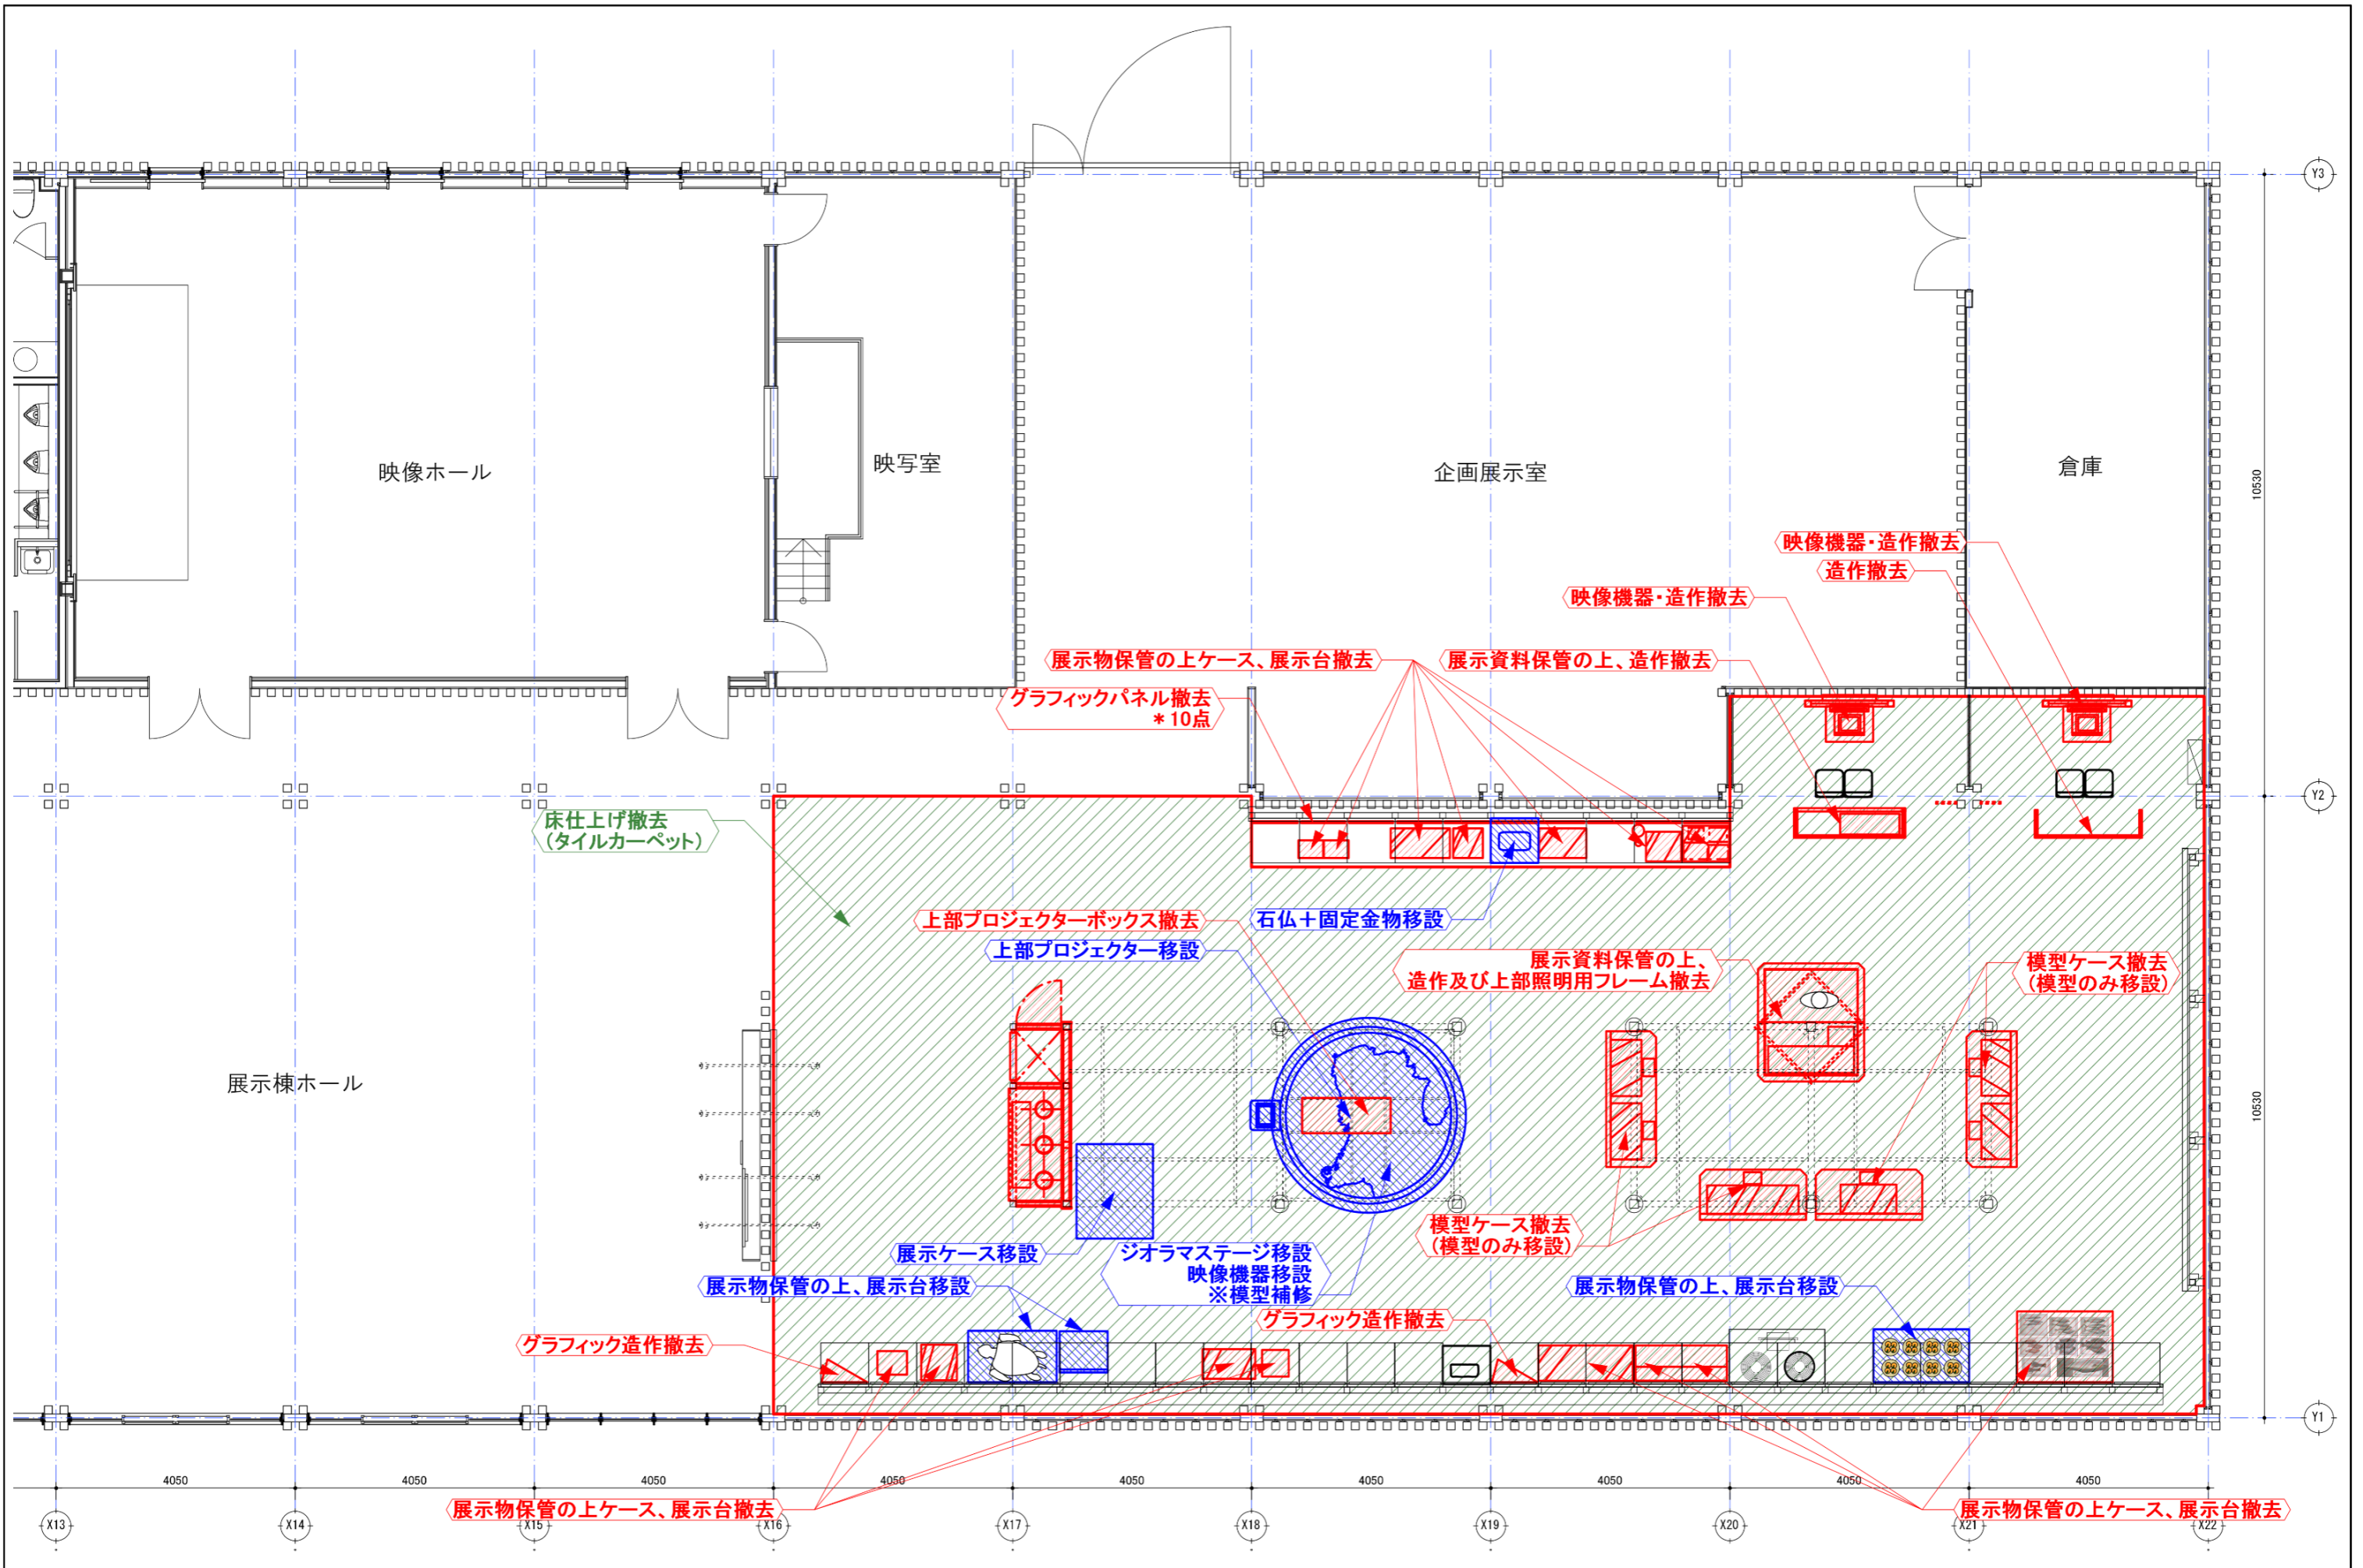 Y3
映像ホール
映写室
企画展示室
倉庫
10530
映像機器・造作撤去
造作撤去
映像機器・造作撤去
展示物保管の上ケース、展示台撤去
展示資料保管の上、造作撤去
グラフィックパネル撤去
＊10点
Y2
床仕上げ撤去
（タイルカーペット）
上部プロジェクターボックス撤去
石仏＋固定金物移設
上部プロジェクター移設
展示資料保管の上、
造作及び上部照明用フレーム撤去
模型ケース撤去
（模型のみ移設）
展示棟ホール
10530
模型ケース撤去
（模型のみ移設）
展示ケース移設
ジオラマステージ移設
映像機器移設
※模型補修
展示物保管の上、展示台移設
展示物保管の上、展示台移設
グラフィック造作撤去
グラフィック造作撤去
Y1
4050
4050
4050
4050
4050
4050
4050
4050
4050
展示物保管の上ケース、展示台撤去
展示物保管の上ケース、展示台撤去
X13
X14
X15
X16
X17
X18
X19
X20
X21
X22